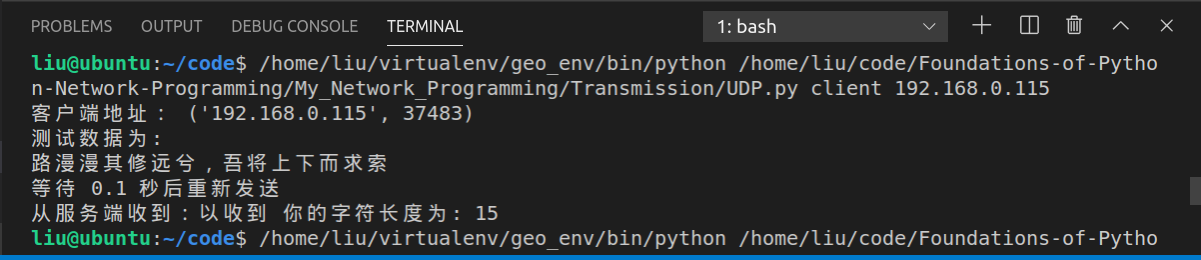 PROBLEMS OUTPUT DEBUG CONSOLE TERMINAL 1: bash
liu@ubuntu:~/code$ /home/liu/virtualenv/geo_env/bin/python /home/liu/code/Foundations-of-Pytho
n-Network-Programming/My_Network_Programming/Transmission/UDP.py client 192.168.0.115
客户端地址： ('192.168.0.115', 37483)
测试数据为:
路漫漫其修远兮，吾将上下而求索
等待 0.1 秒后重新发送
从服务端收到：以收到 你的字符长度为: 15
liu@ubuntu:~/code$ /home/liu/virtualenv/geo_env/bin/python /home/liu/code/Foundations-of-Pytho